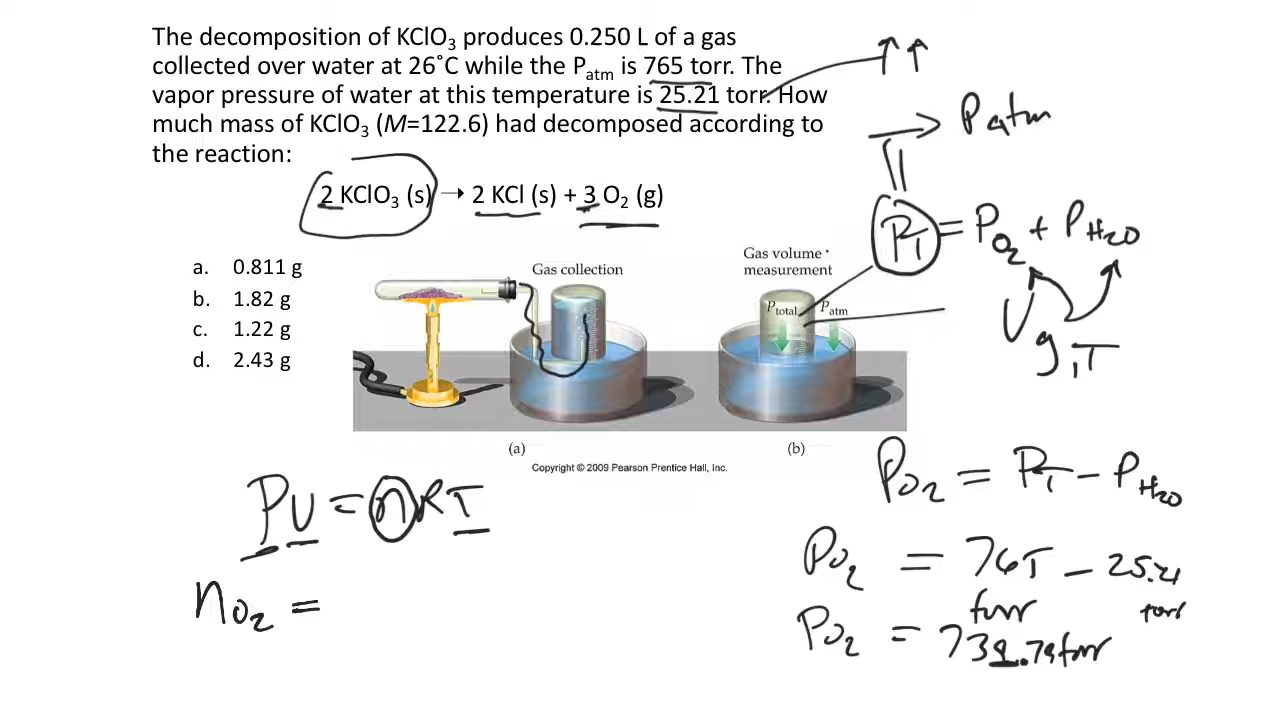 The decomposition of KClO₃ produces 0.250 L of a gas
collected over water at 26˚C while the Pₐₜₘ is 765 torr. The
vapor pressure of water at this temperature is 25.21 torr. How
much mass of KClO₃ (M=122.6) had decomposed according to
the reaction:
2 KClO₃ (s) → 2 KCl (s) + 3 O₂ (g)
a. 0.811 g
b. 1.82 g
c. 1.22 g
d. 2.43 g
Gas collection
Gas volume
measurement
Ptotal
Patm
(a)
(b)
Copyright © 2009 Pearson Prentice Hall, Inc.
P atm
PT = PO₂ + PH₂O
V
g, T
PO₂ = PT - PH₂O
PO₂ = 765 torr - 25.21 torr
PO₂ = 739.79 torr
PV = nRT
nO₂ =